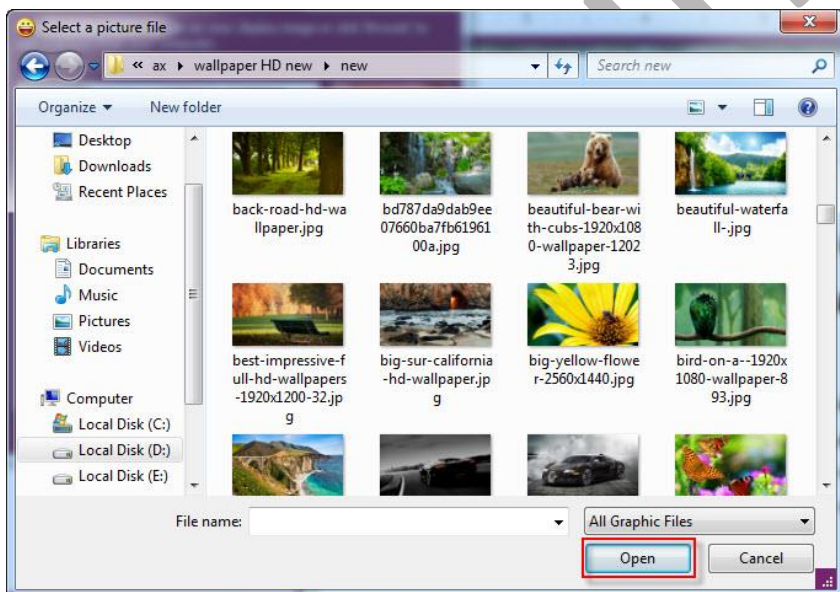 Select a picture file
« ax ▸ wallpaper HD new ▸ new
Search new
Organize
New folder
Desktop
Downloads
Recent Places
Libraries
Documents
Music
Pictures
Videos
Computer
Local Disk (C:)
Local Disk (D:)
Local Disk (E:)
back-road-hd-wa
llpaper.jpg
bd787da9dab9ee
07660ba7fb61961
00a.jpg
beautiful-bear-wi
th-cubs-1920x108
0-wallpaper-1202
3.jpg
beautiful-waterfa
ll-.jpg
best-impressive-f
ull-hd-wallpapers
-1920x1200-32.jp
g
big-sur-california
-hd-wallpaper.jp
g
big-yellow-flowe
r-2560x1440.jpg
bird-on-a--1920x
1080-wallpaper-8
93.jpg
File name:
All Graphic Files
Open
Cancel